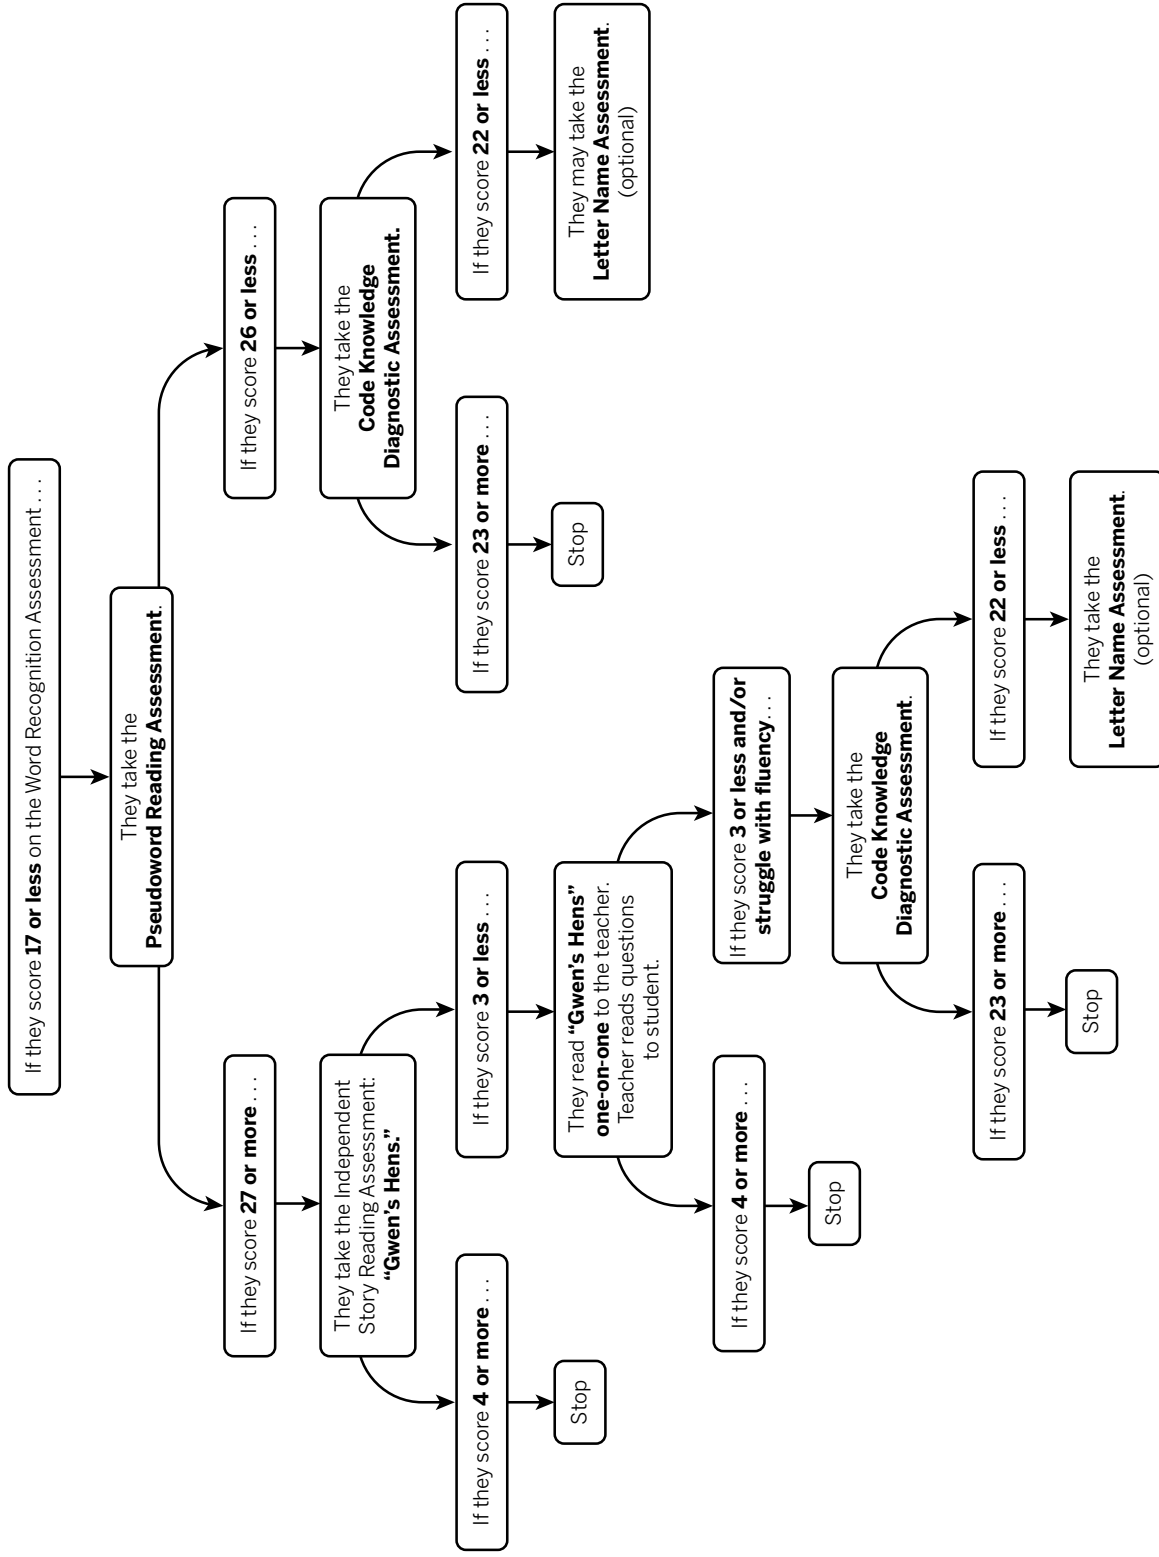 If they score 17 or less on the Word Recognition Assessment . . .
They take the
Pseudoword Reading Assessment.
If they score 27 or more . . .
They take the Independent
Story Reading Assessment:
“Gwen’s Hens.”
If they score 4 or more . . .
Stop
If they score 3 or less . . .
They read “Gwen’s Hens”
one-on-one to the teacher.
Teacher reads questions
to student.
If they score 4 or more . . .
Stop
If they score 3 or less and/or
struggle with fluency. . .
They take the
Code Knowledge
Diagnostic Assessment.
If they score 23 or more . . .
Stop
If they score 22 or less . . .
They take the
Letter Name Assessment.
(optional)
If they score 26 or less . . .
They take the
Code Knowledge
Diagnostic Assessment.
If they score 23 or more . . .
Stop
If they score 22 or less . . .
They may take the
Letter Name Assessment.
(optional)